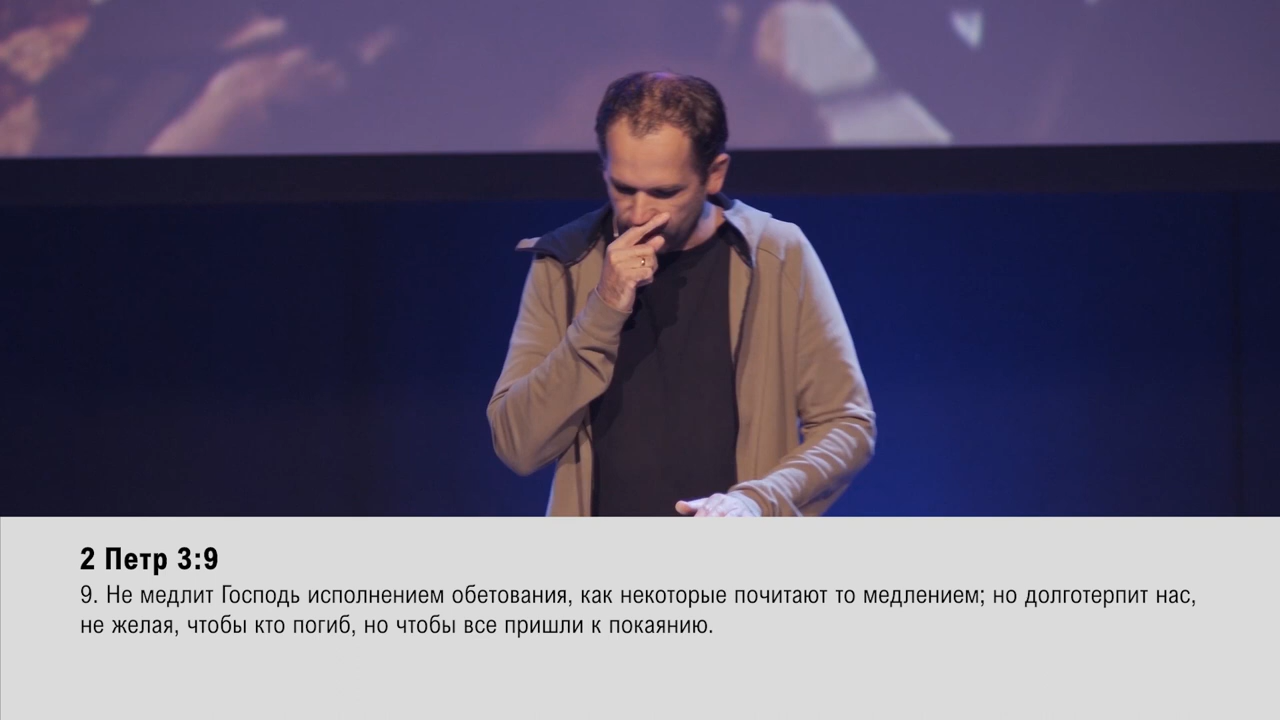 2 Петр 3:9
9. Не медлит Господь исполнением обетования, как некоторые почитают то медлением; но долготерпит нас,
не желая, чтобы кто погиб, но чтобы все пришли к покаянию.